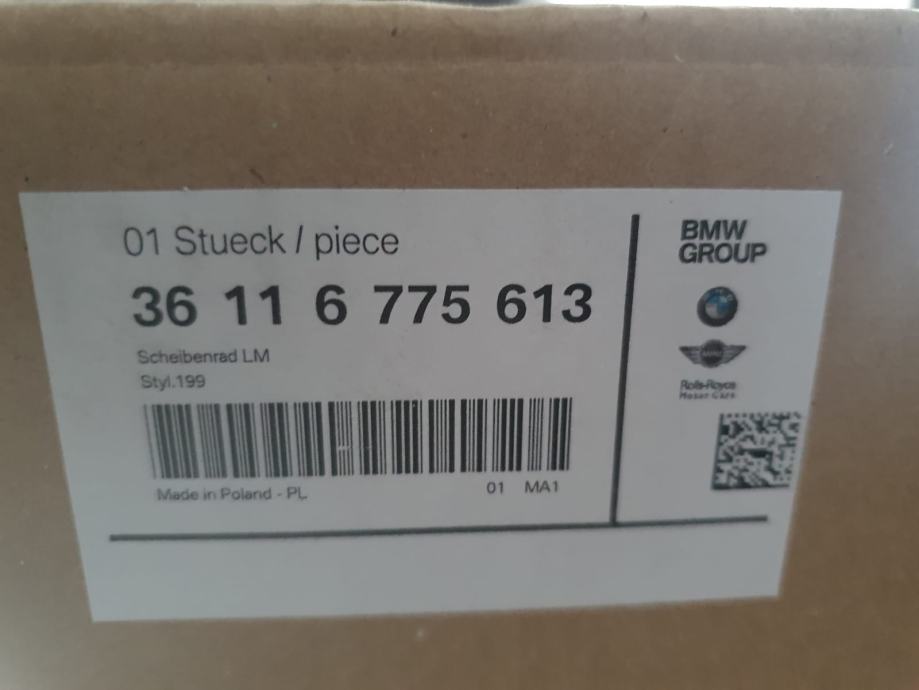 01 Stueck / piece
36 11 6 775 613
Scheibenrad LM
Styl.199
Made in Poland - PL
01 MA1
BMW
GROUP
MINI
Rolls-Royce
Motor Cars